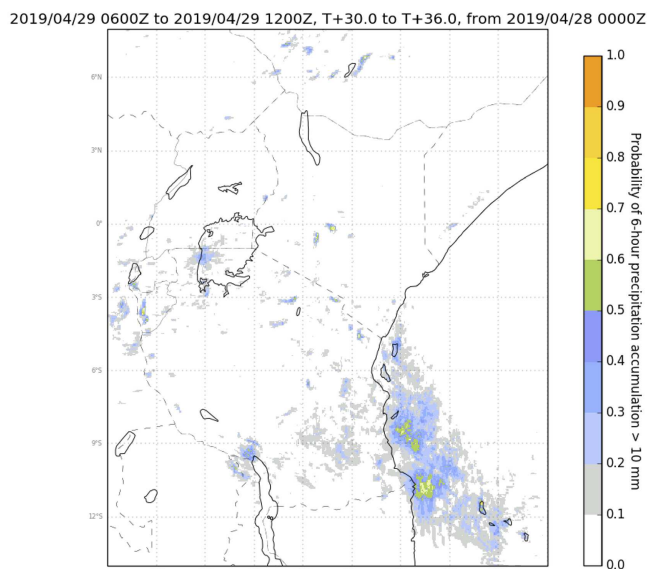 2019/04/29 0600Z to 2019/04/29 1200Z, T+30.0 to T+36.0, from 2019/04/28 0000Z
6°N
3°N
0°
3°S
6°S
9°S
12°S
1.0
0.9
0.8
0.7
0.6
0.5
0.4
0.3
0.2
0.1
0.0
Probability of 6-hour precipitation accumulation > 10 mm